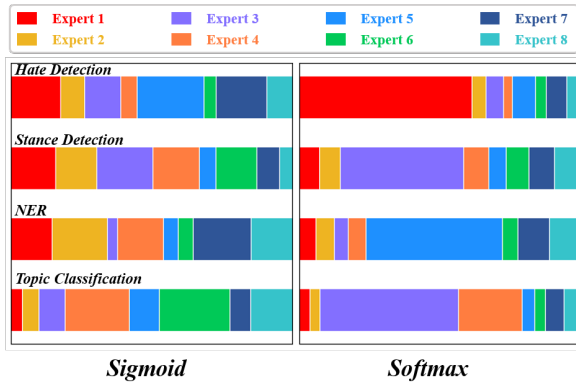 Expert 1 Expert 3 Expert 5 Expert 7
Expert 2 Expert 4 Expert 6 Expert 8
Hate Detection
Stance Detection
NER
Topic Classification
Sigmoid Softmax